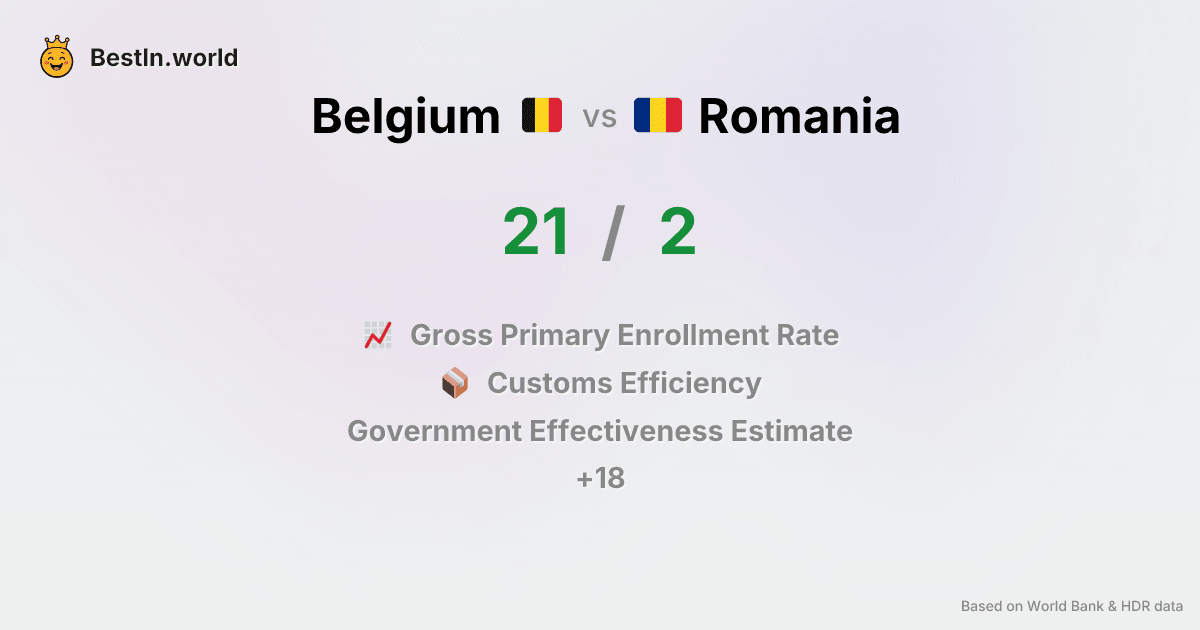 BestIn.world
Belgium vs Romania
21 / 2
Gross Primary Enrollment Rate
Customs Efficiency
Government Effectiveness Estimate
+18
Based on World Bank & HDR data